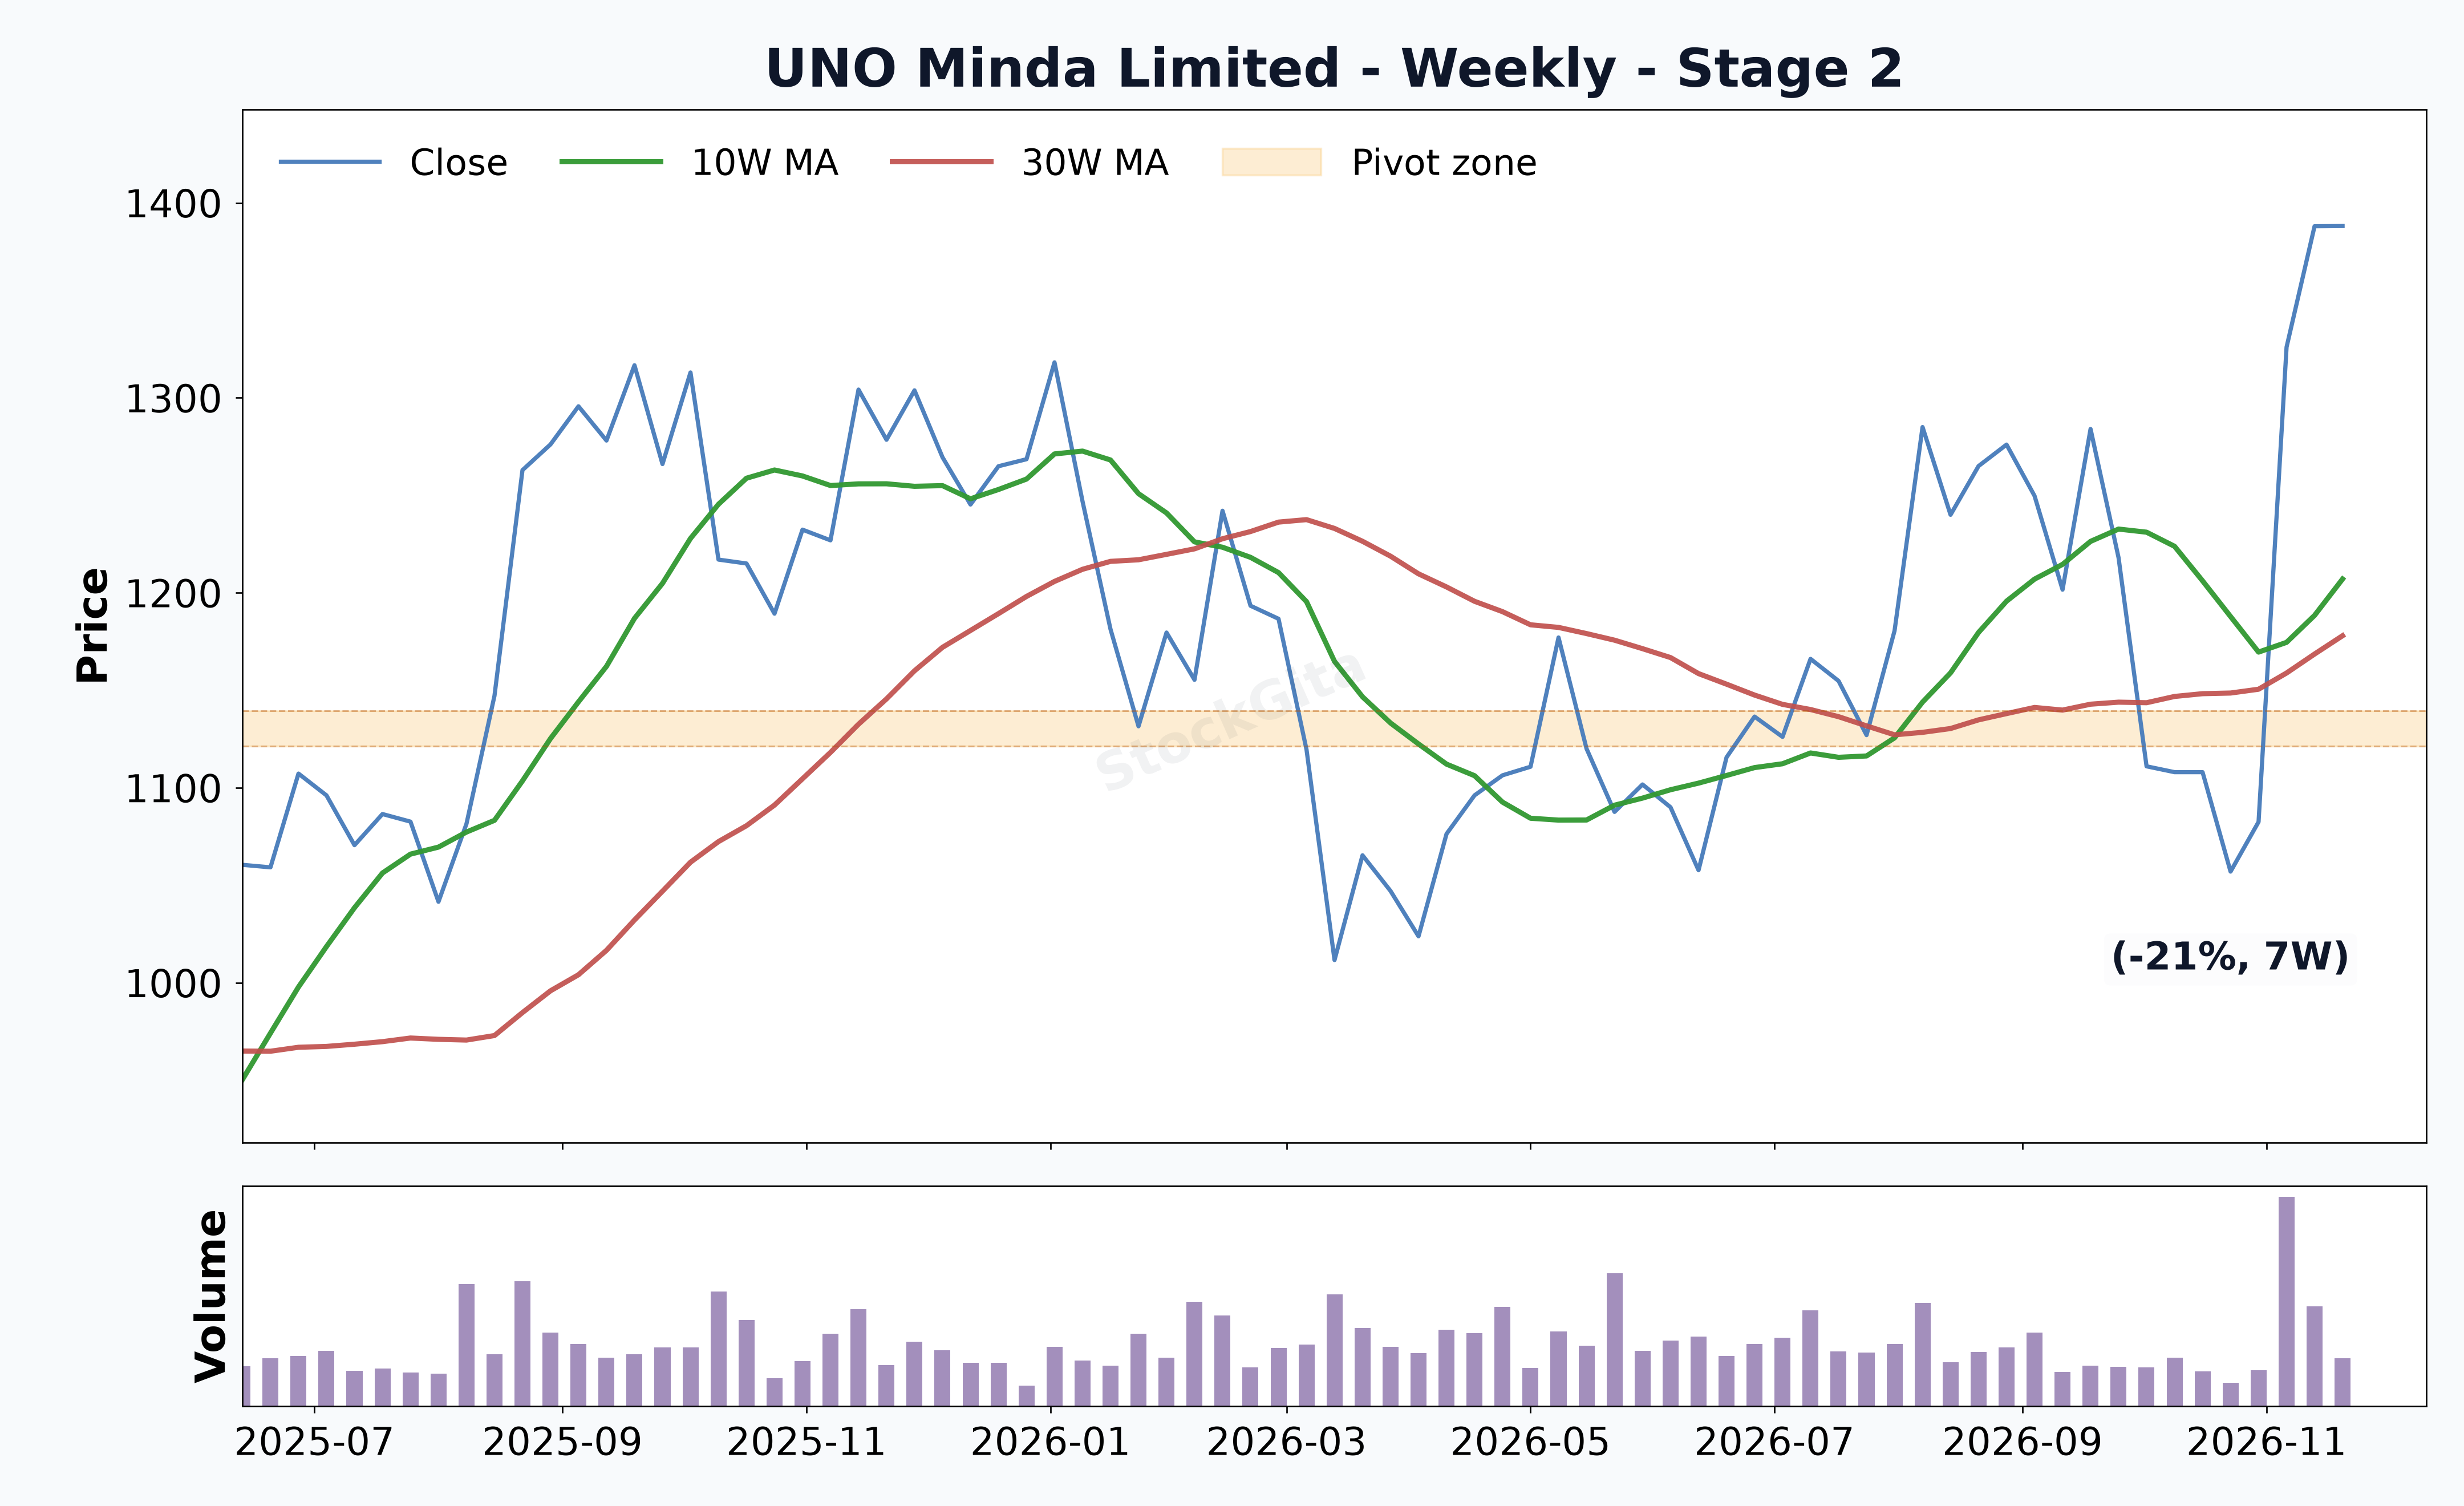 UNO Minda Limited - Weekly - Stage 2
Close 10W MA 30W MA Pivot zone
1400
1300
1200
1100
1000
Price
StockGita
(-21%, 7W)
Volume
2025-07 2025-09 2025-11 2026-01 2026-03 2026-05 2026-07 2026-09 2026-11